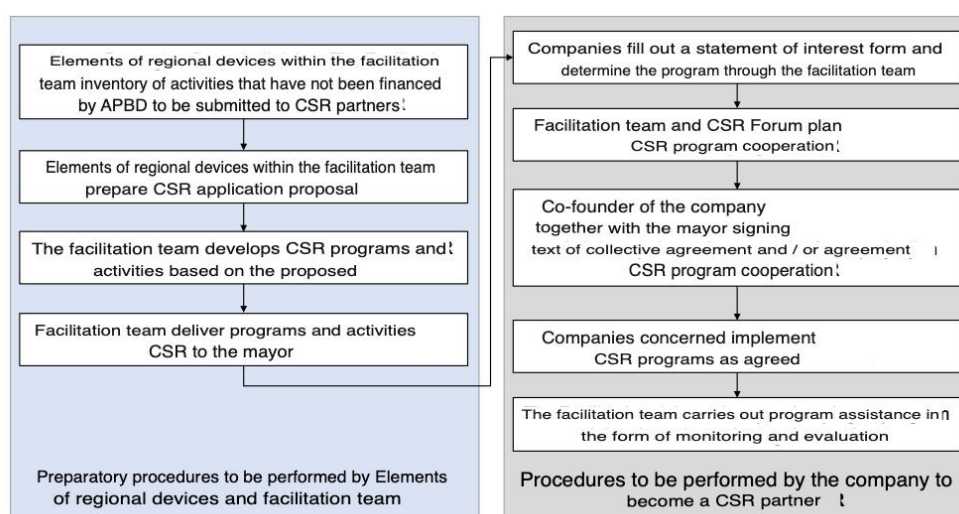 Elements of regional devices within the facilitation
team inventory of activities that have not been financed
by APBD to be submitted to CSR partners
Elements of regional devices within the facilitation team
prepare CSR application proposal
The facilitation team develops CSR programs and
activities based on the proposed
Facilitation team deliver programs and activities
CSR to the mayor
Preparatory procedures to be performed by Elements
of regional devices and facilitation team
Companies fill out a statement of interest form and
determine the program through the facilitation team
Facilitation team and CSR Forum plan
CSR program cooperation
Co-founder of the company
together with the mayor signing
text of collective agreement and / or agreement
CSR program cooperation
Companies concerned implement
CSR programs as agreed
The facilitation team carries out program assistance in
the form of monitoring and evaluation
Procedures to be performed by the company to
become a CSR partner